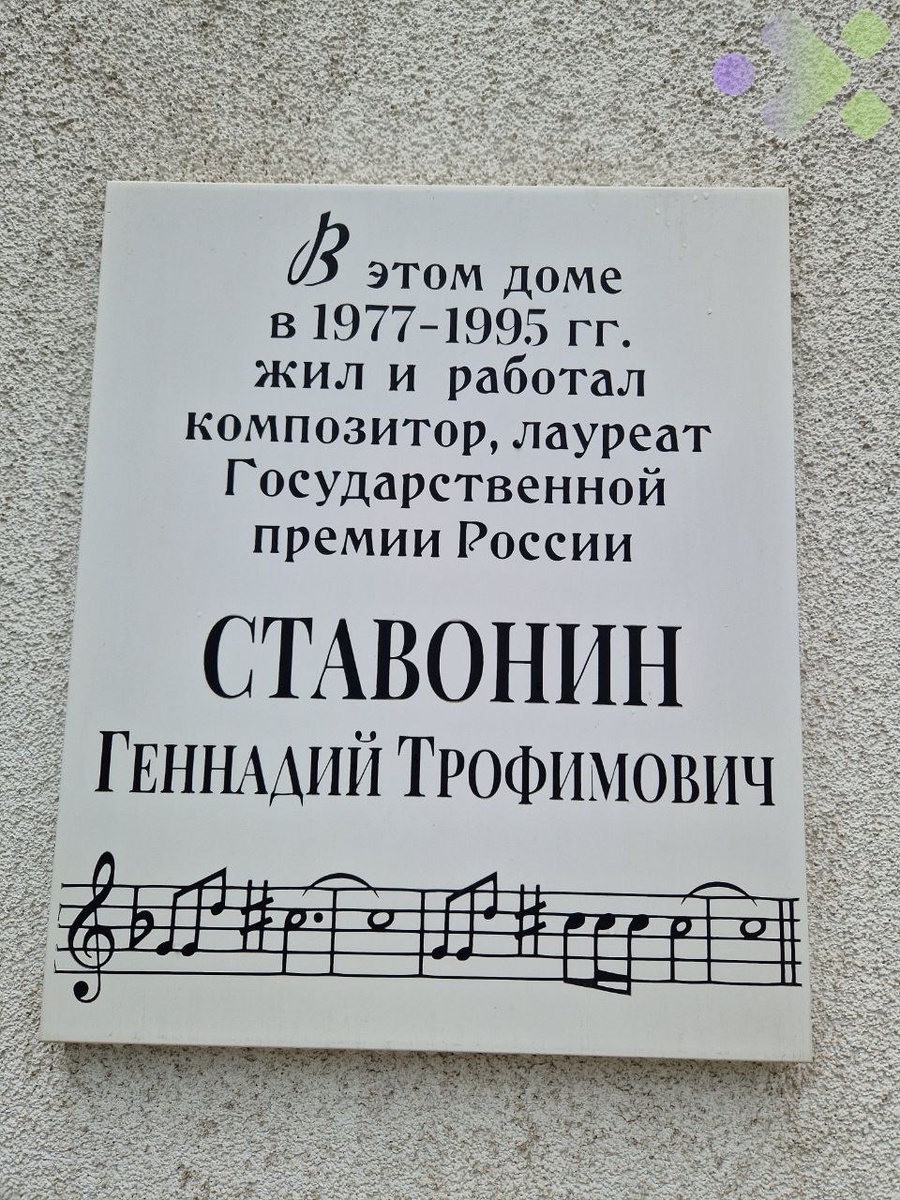 В этом доме
в 1977-1995 гг.
жил и работал
композитор, лауреат
Государственной
премии России
СТАВОНИН
ГЕННАДИЙ ТРОФИМОВИЧ